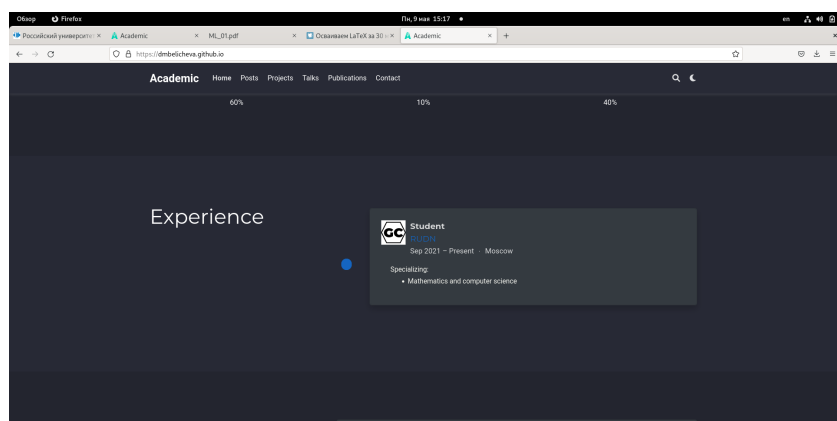 Обзор Firefox Пн, 9 мая 15:17 en
Российский университет Academic ML_01.pdf Осваиваем LaTeX за 30 Academic
https://dmbelicheva.github.io
Academic Home Posts Projects Talks Publications Contact
60% 10% 40%
Experience
GC
Student
RUDN
Sep 2021 – Present · Moscow
Specializing:
• Mathematics and computer science